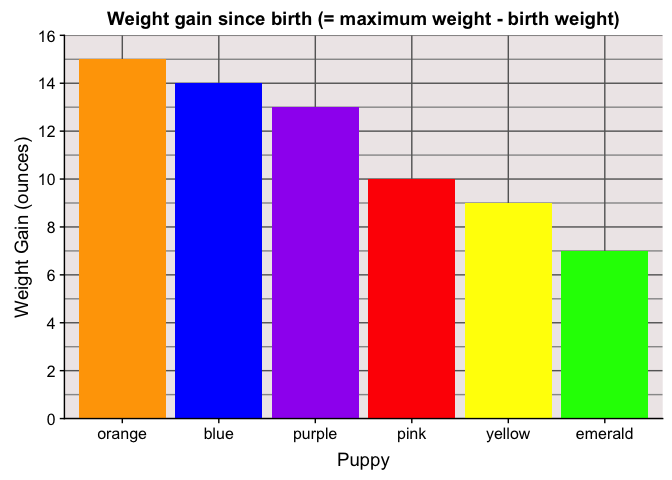 Weight gain since birth (= maximum weight - birth weight)
Weight Gain (ounces)
16
14
12
10
8
6
4
2
0
orange blue purple pink yellow emerald
Puppy